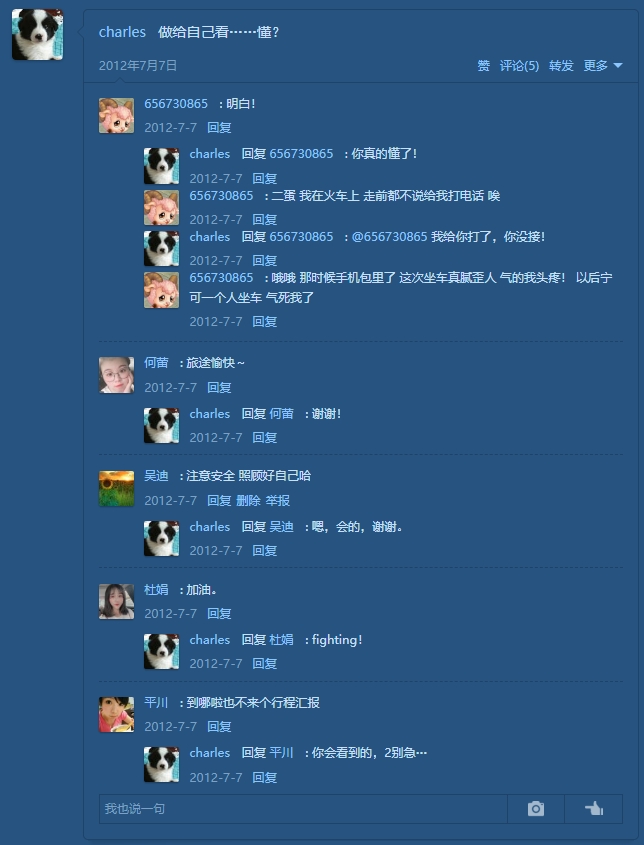 charles 做给自己看……懂？
2012年7月7日 赞 评论(5) 转发 更多
656730865 ：明白！
2012-7-7 回复
charles 回复 656730865 ：你真的懂了！
2012-7-7 回复
656730865 ：二蛋 我在火车上 走前都不说给我打电话 唉
2012-7-7 回复
charles 回复 656730865 ：@656730865 我给你打了，你没接！
2012-7-7 回复
656730865 ：哦哦 那时候手机包里了 这次坐车真腻歪人 气的我头疼！ 以后宁
可一个人坐车 气死我了
2012-7-7 回复
何苗 ：旅途愉快～
2012-7-7 回复
charles 回复 何苗 ：谢谢！
2012-7-7 回复
吴迪 ：注意安全 照顾好自己哈
2012-7-7 回复 删除 举报
charles 回复 吴迪 ：嗯，会的，谢谢。
2012-7-7 回复
杜娟 ：加油。
2012-7-7 回复
charles 回复 杜娟 ：fighting！
2012-7-7 回复
平川 ：到哪啦也不来个行程汇报
2012-7-7 回复
charles 回复 平川 ：你会看到的，2别急…
2012-7-7 回复
我也说一句